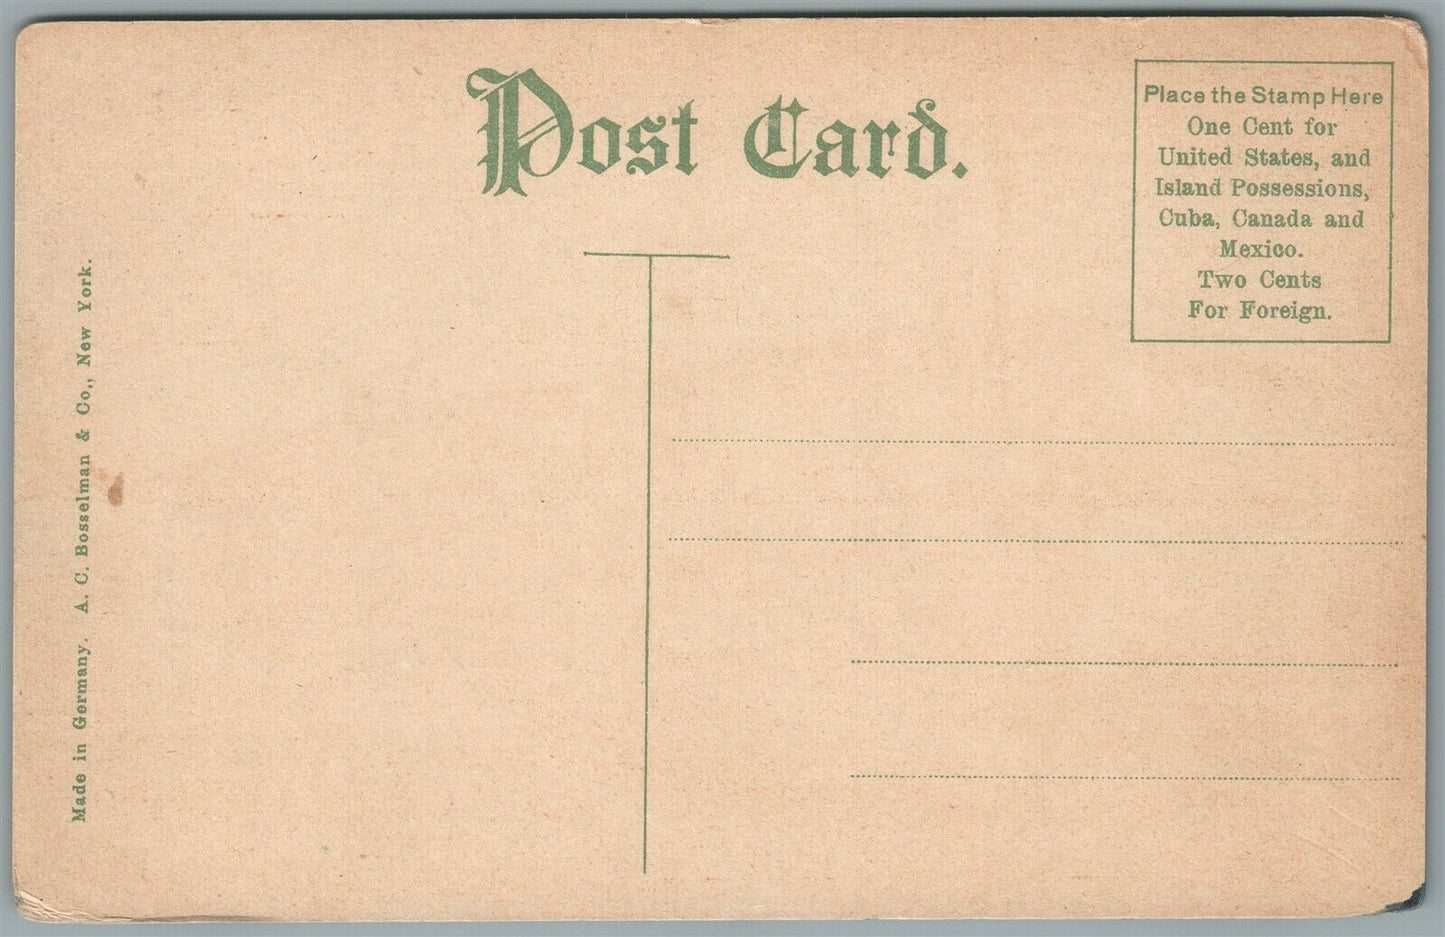 Post Card.
Place the Stamp Here
One Cent for
United States, and
Island Possessions,
Cuba, Canada and
Mexico.
Two Cents
For Foreign.
Made in Germany. A. C. Bosselman & Co., New York.